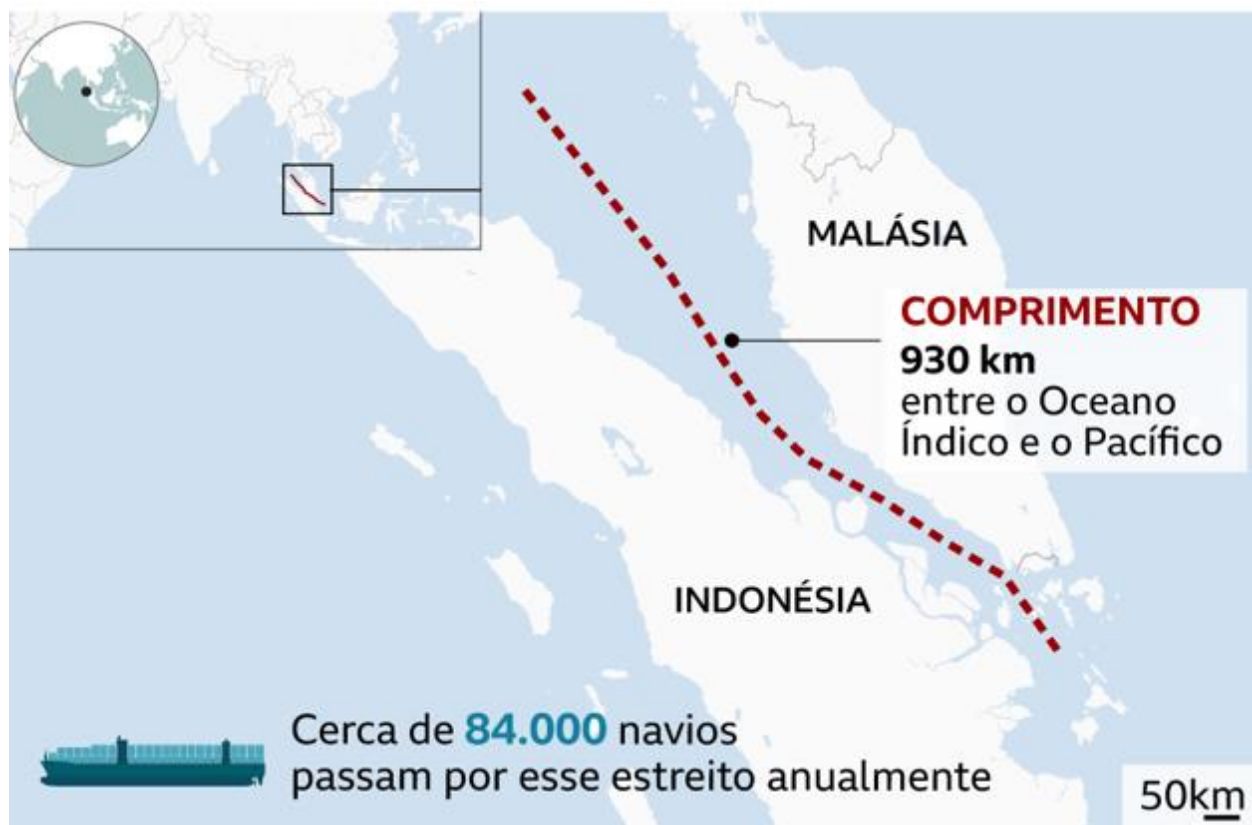 MALÁSIA
COMPRIMENTO
930 km
entre o Oceano
Índico e o Pacífico
INDONÉSIA
Cerca de 84.000 navios
passam por esse estreito anualmente
50km